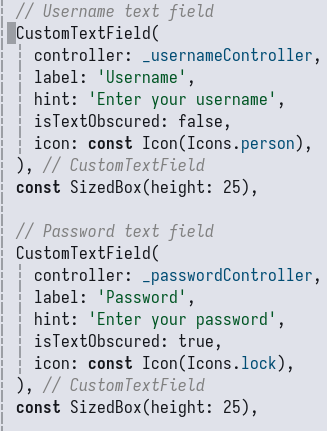 // Username text field
CustomTextField(
controller: _usernameController,
label: 'Username',
hint: 'Enter your username',
isTextObscured: false,
icon: const Icon(Icons.person),
), // CustomTextField
const SizedBox(height: 25),
// Password text field
CustomTextField(
controller: _passwordController,
label: 'Password',
hint: 'Enter your password',
isTextObscured: true,
icon: const Icon(Icons.lock),
), // CustomTextField
const SizedBox(height: 25),